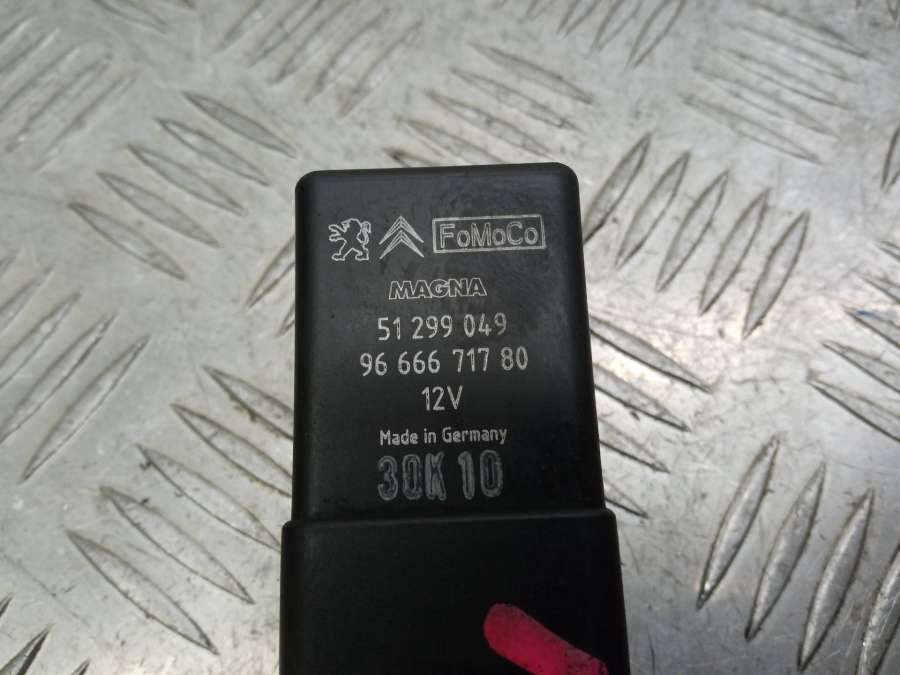 FoMoCo
MAGNA
51 299 049
96 666 717 80
12V
Made in Germany
30K 10